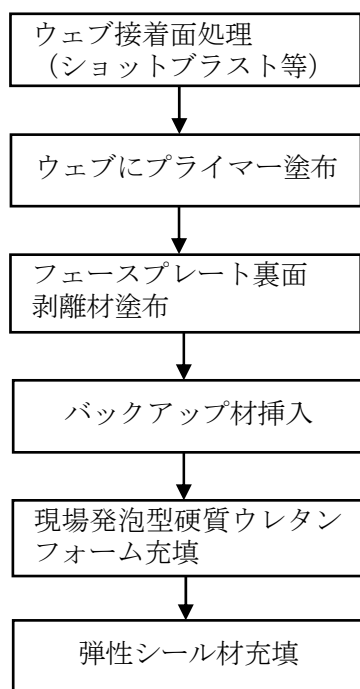 ウェブ接着面処理
（ショットブラスト等）
ウェブにプライマー塗布
フェースプレート裏面
剥離材塗布
バックアップ材挿入
現場発泡型硬質ウレタン
フォーム充填
弾性シール材充填